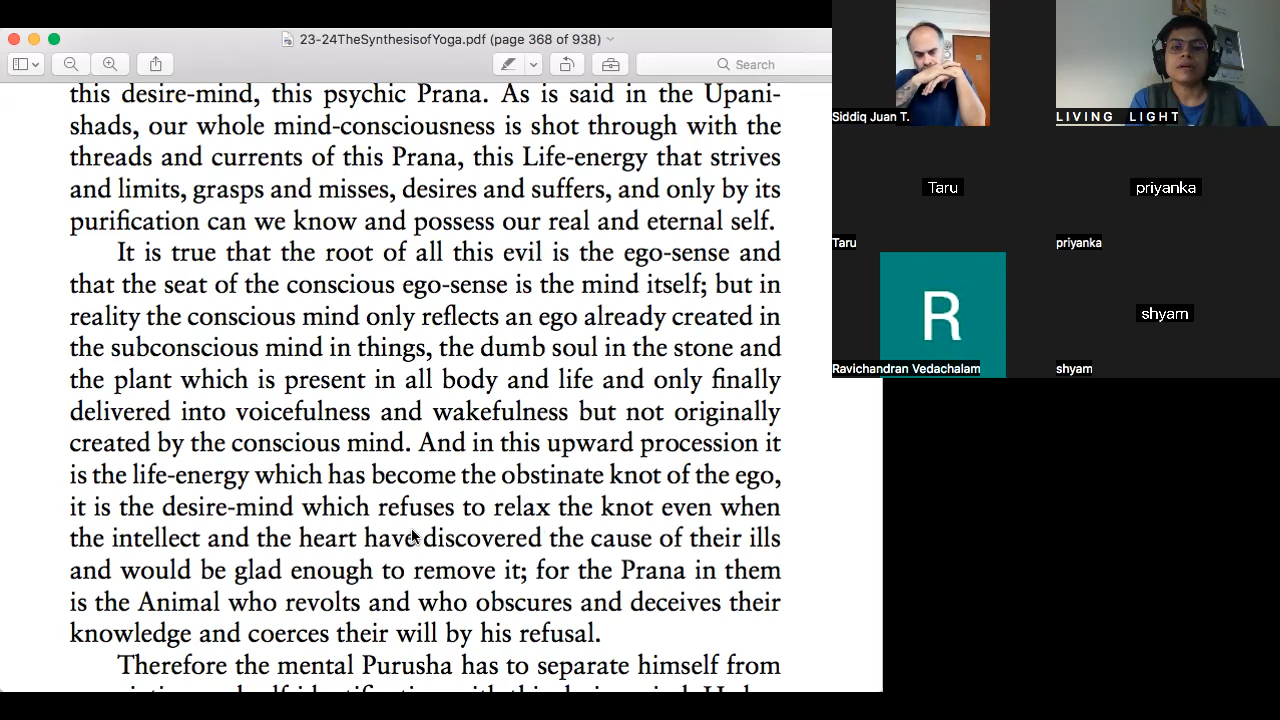 23-24TheSynthesisofYoga.pdf (page 368 of 938)
Search
this desire-mind, this psychic Prana. As is said in the Upani-
shads, our whole mind-consciousness is shot through with the
threads and currents of this Prana, this Life-energy that strives
and limits, grasps and misses, desires and suffers, and only by its
purification can we know and possess our real and eternal self.
It is true that the root of all this evil is the ego-sense and
that the seat of the conscious ego-sense is the mind itself; but in
reality the conscious mind only reflects an ego already created in
the subconscious mind in things, the dumb soul in the stone and
the plant which is present in all body and life and only finally
delivered into voicefulness and wakefulness but not originally
created by the conscious mind. And in this upward procession it
is the life-energy which has become the obstinate knot of the ego,
it is the desire-mind which refuses to relax the knot even when
the intellect and the heart have discovered the cause of their ills
and would be glad enough to remove it; for the Prana in them
is the Animal who revolts and who obscures and deceives their
knowledge and coerces their will by his refusal.
Therefore the mental Purusha has to separate himself from
Siddiq Juan T.
LIVING LIGHT
Taru
priyanka
Taru
priyanka
R
shyam
Ravichandran Vedachalam
shyam